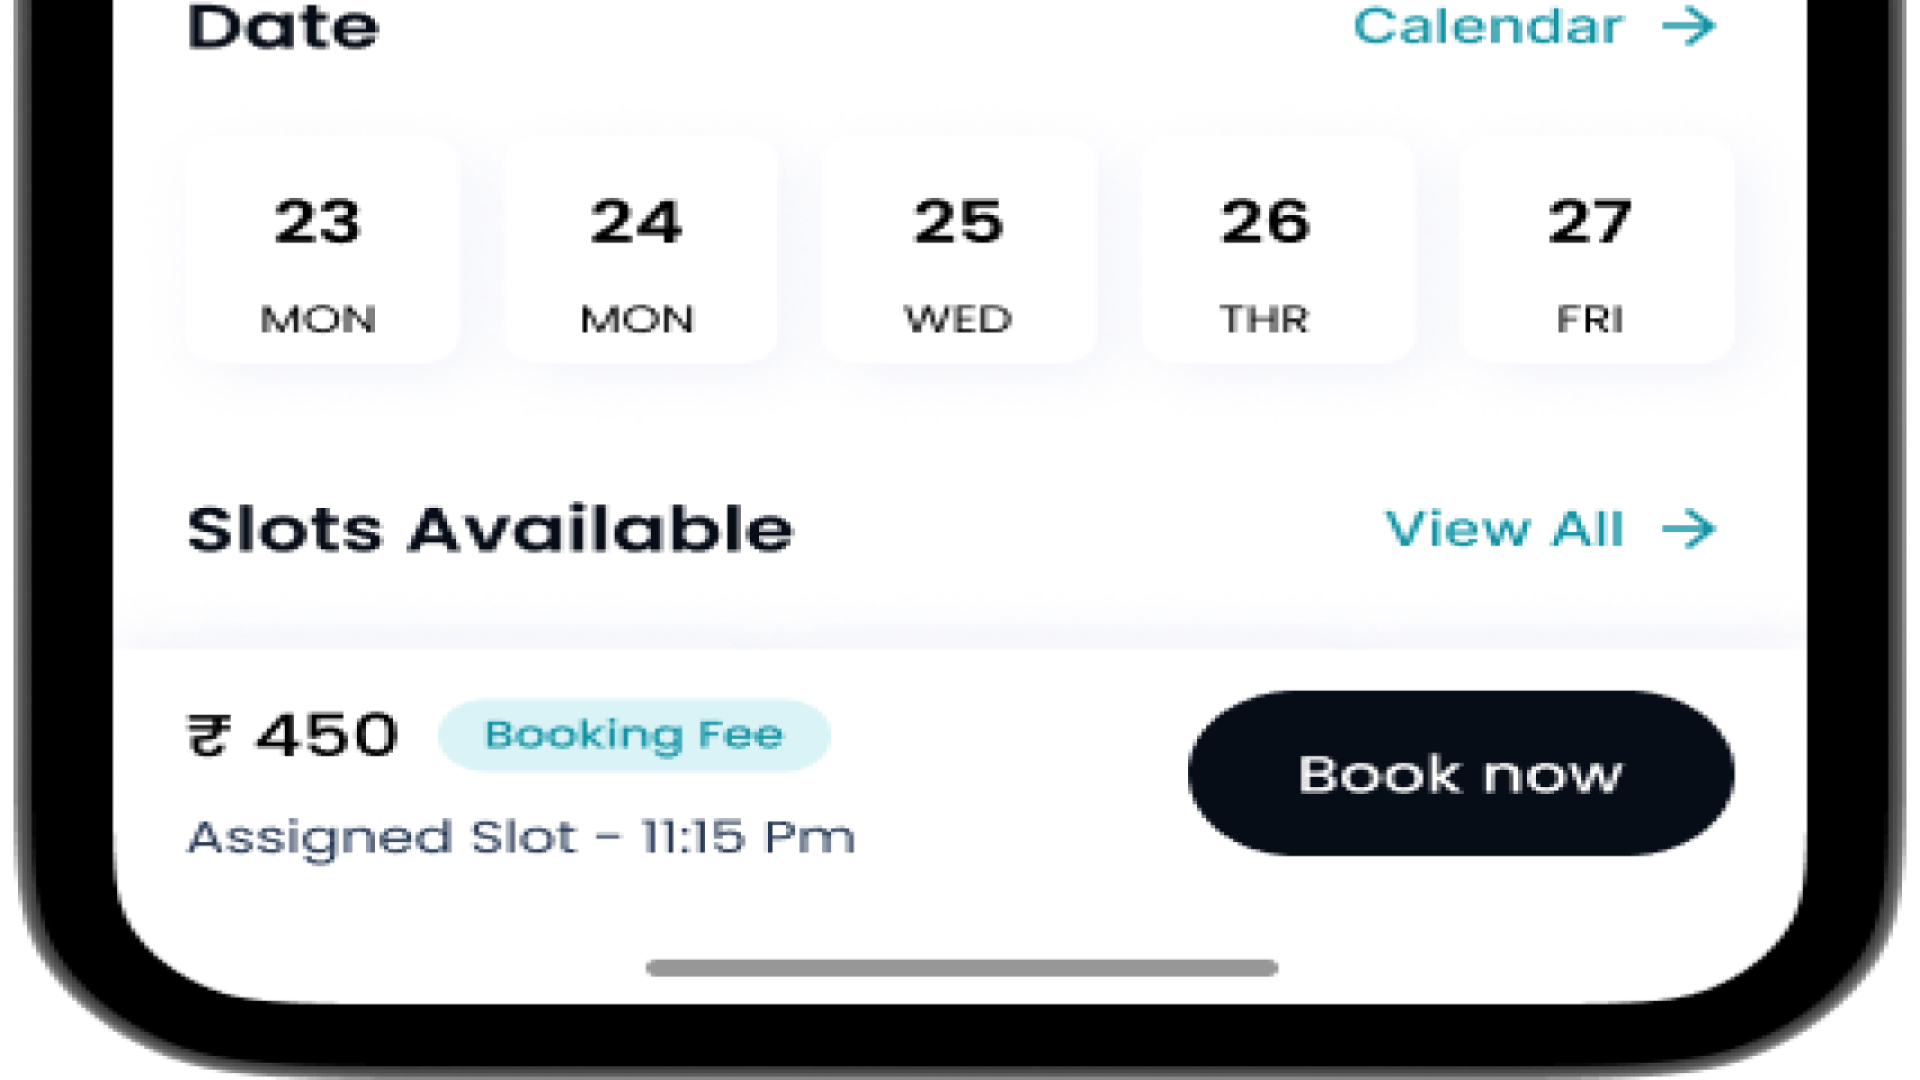 Date
Calendar →
23 24 25 26 27
MON MON WED THR FRI
Slots Available
View All →
₹ 450 Booking Fee
Book now
Assigned Slot - 11:15 Pm